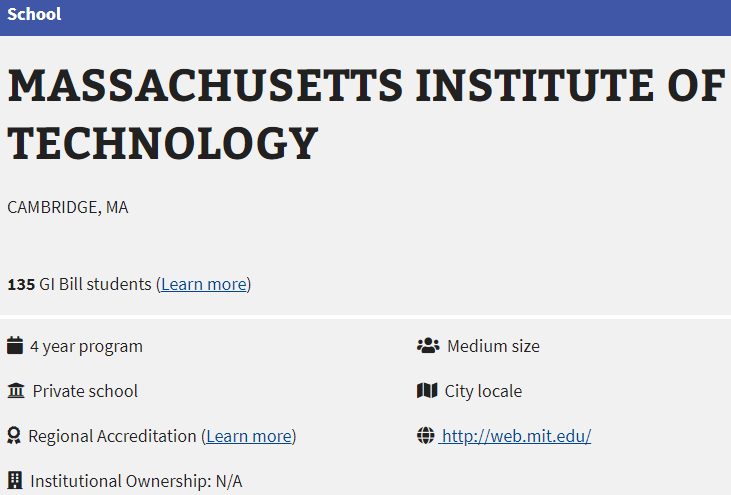 School
MASSACHUSETTS INSTITUTE OF
TECHNOLOGY
CAMBRIDGE, MA
135 GI Bill students (Learn more)
4 year program
Medium size
Private school
City locale
Regional Accreditation (Learn more)
http://web.mit.edu/
Institutional Ownership: N/A